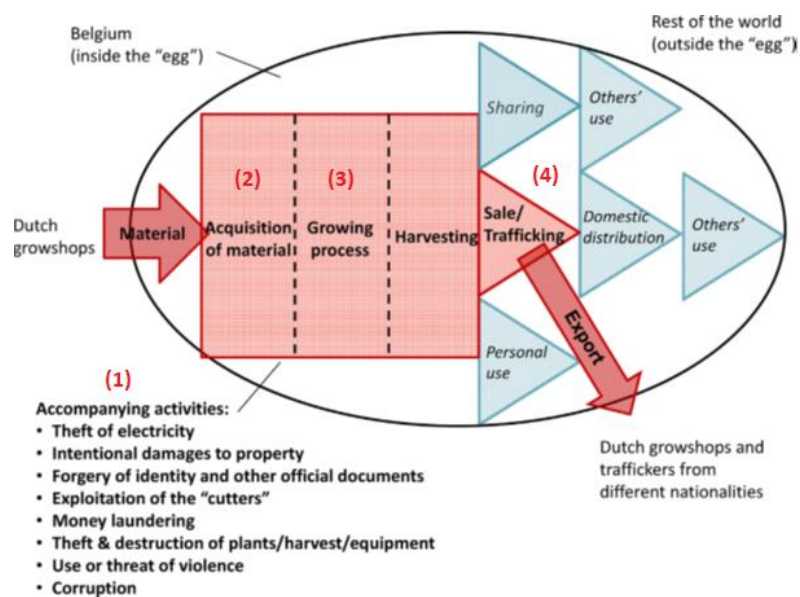 Belgium
(inside the “egg”)
Rest of the world
(outside the “egg”)
Sharing
Others’
use
(2)
(3)
(4)
Dutch
growshops
Material
Acquisition
of material
Growing
process
Harvesting
Sale/
Trafficking
Domestic
distribution
Others’
use
Export
Personal
use
(1)
Accompanying activities:
• Theft of electricity
• Intentional damages to property
• Forgery of identity and other official documents
• Exploitation of the “cutters”
• Money laundering
• Theft & destruction of plants/harvest/equipment
• Use or threat of violence
• Corruption
Dutch growshops and
traffickers from
different nationalities